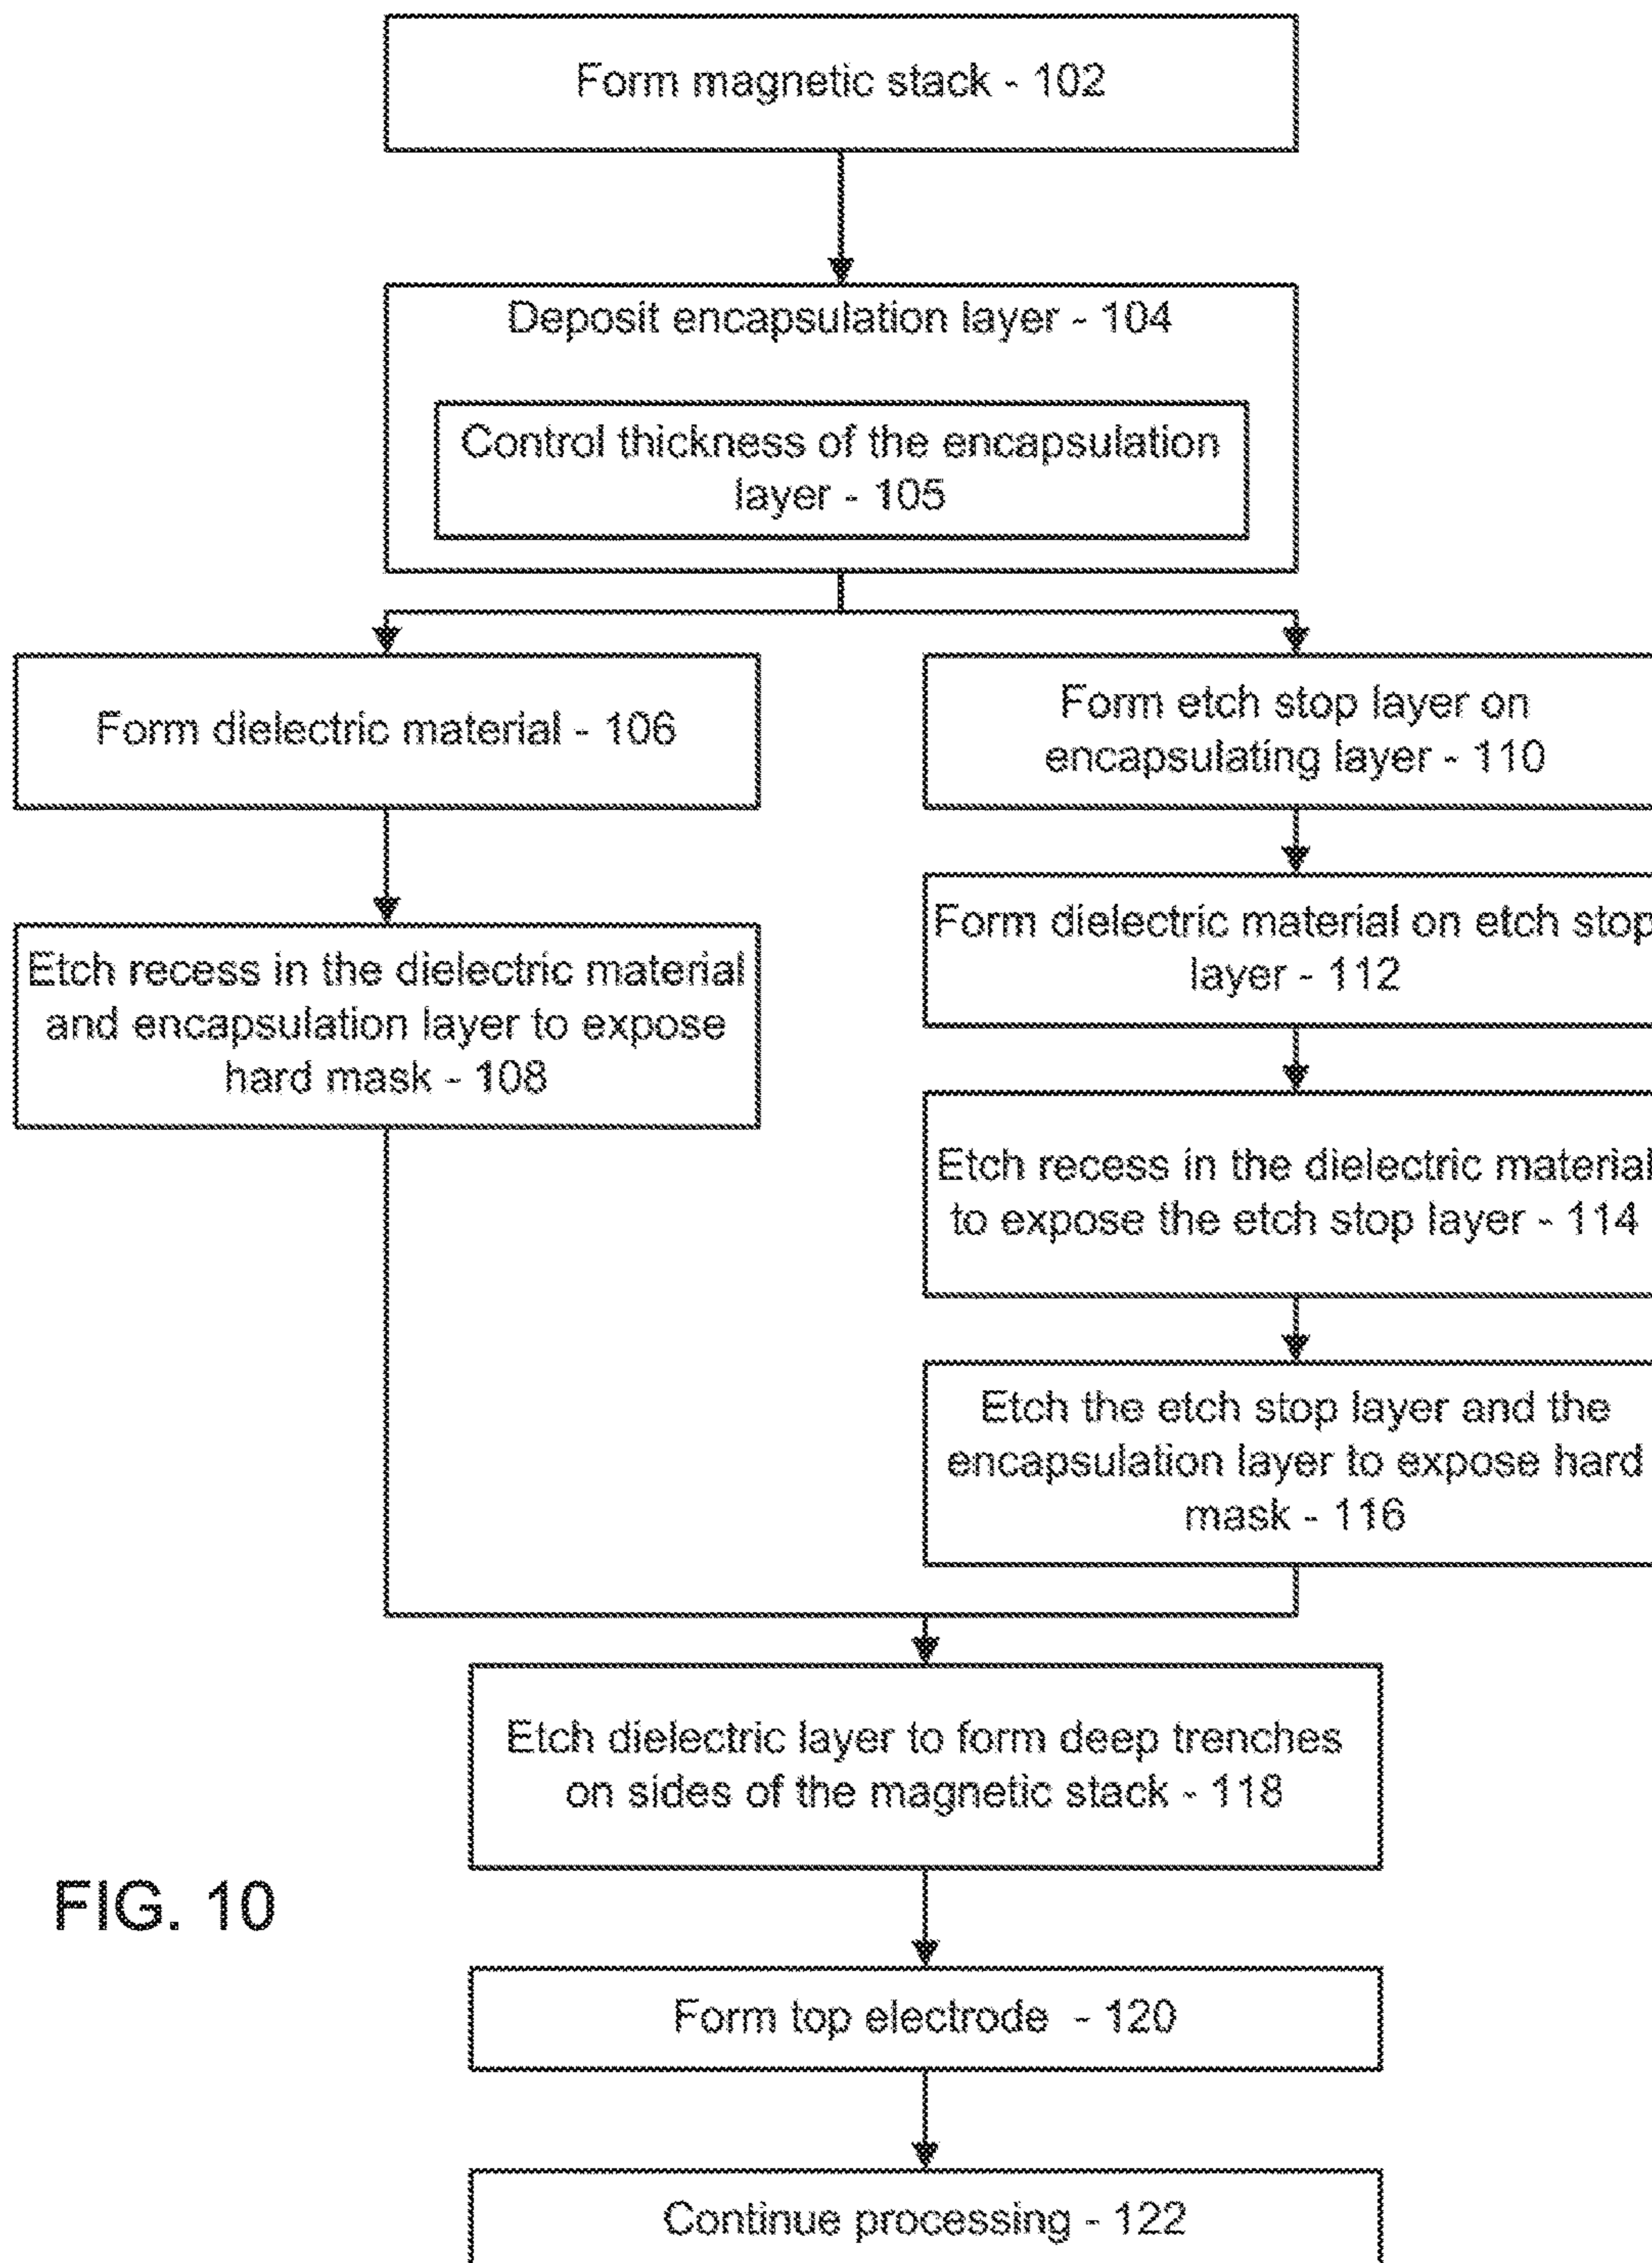 Form magnetic stack - 102
Deposit encapsulation layer - 104
Control thickness of the encapsulation
layer - 105
Form dielectric material - 106
Etch recess in the dielectric material
and encapsulation layer to expose
hard mask - 108
Form etch stop layer on
encapsulating layer - 110
Form dielectric material on etch stop
layer - 112
Etch recess in the dielectric material
to expose the etch stop layer - 114
Etch the etch stop layer and the
encapsulation layer to expose hard
mask - 116
Etch dielectric layer to form deep trenches
on sides of the magnetic stack - 118
FIG. 10
Form top electrode - 120
Continue processing - 122